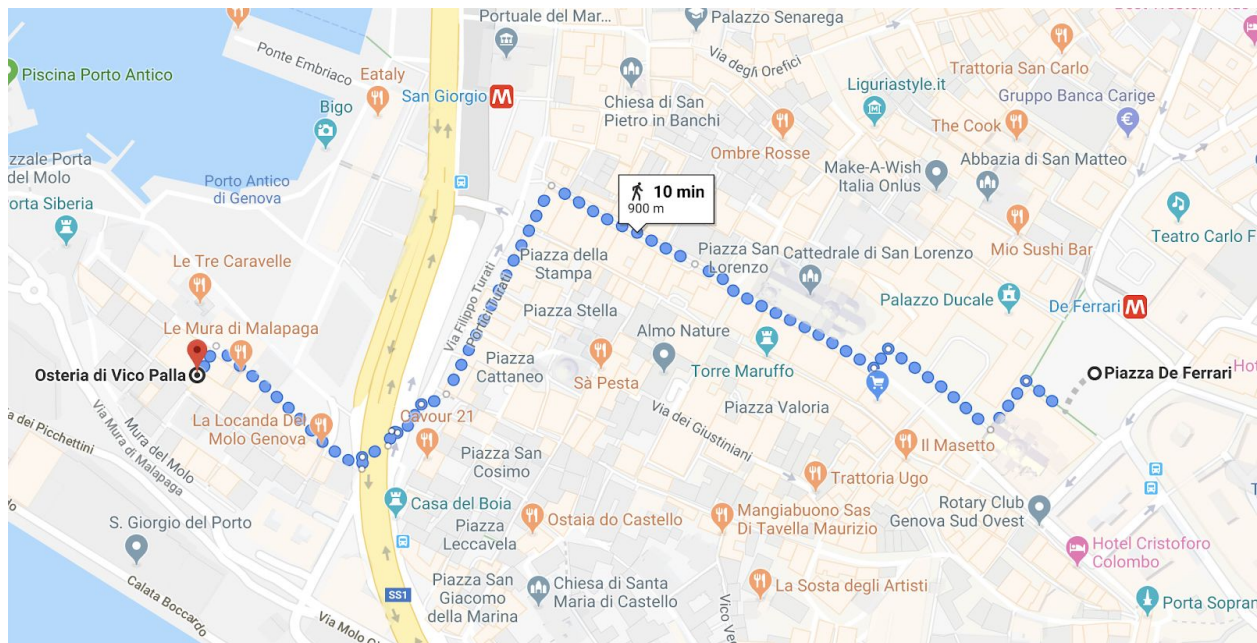 Portuale del Mar...
Palazzo Senarega
Ponte Embriaco
Via degli Orefici
Trattoria San Carlo
Piscina Porto Antico
Eataly
San Giorgio
M
Liguriastyle.it
Gruppo Banca Carige
Bigo
Chiesa di San
Pietro in Banchi
The Cook
Ombre Rosse
zzale Porta
del Molo
Porto Antico
di Genova
Make-A-Wish
Italia Onlus
Abbazia di San Matteo
orta Siberia
10 min
900 m
Mio Sushi Bar
Teatro Carlo F
Le Tre Caravelle
Piazza della
Stampa
Piazza San
Lorenzo
Cattedrale di San Lorenzo
Palazzo Ducale
De Ferrari
M
Via Filippo Turati
Portici Turati
Piazza Stella
Le Mura di Malapaga
Almo Nature
Osteria di Vico Palla
Piazza
Cattaneo
Sà Pesta
Torre Maruffo
Piazza De Ferrari
Hot
Piazza Valoria
La Locanda Del
Molo Genova
Cavour 21
Via dei Giustiniani
Il Masetto
a dei Picchettini
Mura del Molo
Via Mura di Malapaga
Piazza San
Cosimo
Trattoria Ugo
Casa del Boia
Rotary Club
Genova Sud Ovest
S. Giorgio del Porto
Piazza
Leccavela
Ostaia do Castello
Mangiabuono Sas
Di Tavella Maurizio
Hotel Cristoforo
Colombo
Calata Boccardo
SS1
Piazza San
Giacomo
della Marina
Chiesa di Santa
Maria di Castello
La Sosta degli Artisti
Porta Sopran
Via Molo G
Vico Ve